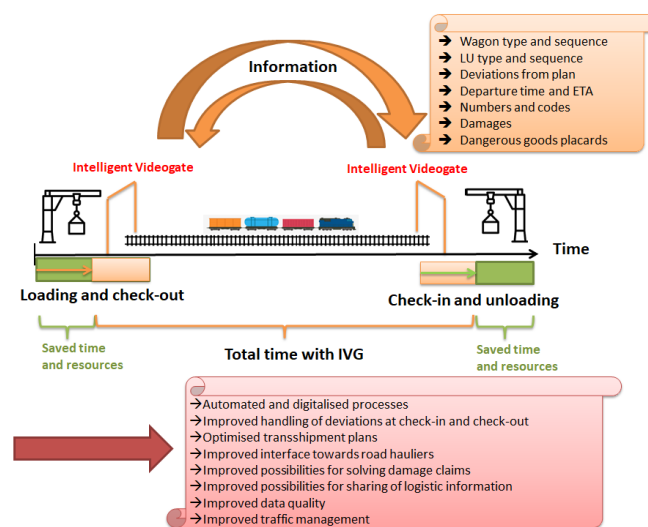 Information
→ Wagon type and sequence
→ LU type and sequence
→ Deviations from plan
→ Departure time and ETA
→ Numbers and codes
→ Damages
→ Dangerous goods placards
Intelligent Videogate
Intelligent Videogate
Time
Loading and check-out
Check-in and unloading
Saved time
and resources
Total time with IVG
Saved time
and resources
→Automated and digitalised processes
→Improved handling of deviations at check-in and check-out
→Optimised transshipment plans
→Improved interface towards road hauliers
→Improved possibilities for solving damage claims
→Improved possibilities for sharing of logistic information
→Improved data quality
→Improved traffic management